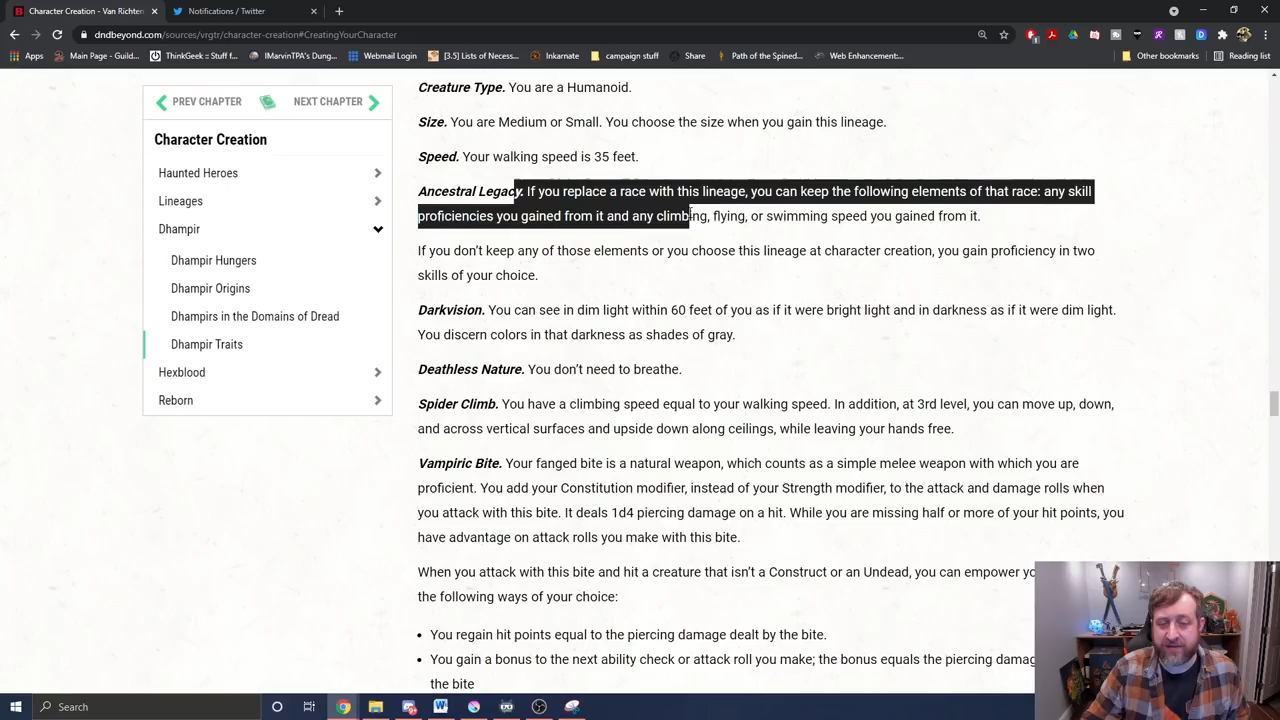 Character Creation - Van Richten
Notifications / Twitter
dndbeyond.com/sources/vrgtr/character-creation#CreatingYourCharacter
Apps
Main Page - Guild...
ThinkGeek :: Stuff f...
IMarvinTPA's Dung...
Webcomic
Character
[3.5] Lists of Necess...
Inkarnate
campaign stuff
Path of the Spined...
Web Enhancement:...
Other bookmarks
Reading list
PREV CHAPTER
NEXT CHAPTER
Character Creation
Haunted Heroes
Lineages
Dhampir
Dhampir Hungers
Dhampir Origins
Dhampirs in the Domains of Dread
Dhampir Traits
Hexblood
Reborn
Creature Type. You are a Humanoid.
Size. You are Medium or Small. You choose the size when you gain this lineage.
Speed. Your walking speed is 35 feet.
Ancestral Legacy. If you replace a race with this lineage, you can keep the following elements of that race: any skill
proficiencies you gained from it and any climbing, flying, or swimming speed you gained from it.
If you don't keep any of those elements or you choose this lineage at character creation, you gain proficiency in two
skills of your choice.
Darkvision. You can see in dim light within 60 feet of you as if it were bright light and in darkness as if it were dim light.
You discern colors in that darkness as shades of gray.
Deathless Nature. You don't need to breathe.
Spider Climb. You have a climbing speed equal to your walking speed. In addition, at 3rd level, you can move up, down,
and across vertical surfaces and upside down along ceilings, while leaving your hands free.
Vampiric Bite. Your fanged bite is a natural weapon, which counts as a simple melee weapon with which you are
proficient. You add your Constitution modifier, instead of your Strength modifier, to the attack and damage rolls when
you attack with this bite. It deals 1d4 piercing damage on a hit. While you are missing half or more of your hit points, you
have advantage on attack rolls you make with this bite.
When you attack with this bite and hit a creature that isn't a Construct or an Undead, you can empower
the following ways of your choice:
• You regain hit points equal to the piercing damage dealt by the bite.
• You gain a bonus to the next ability check or attack roll you make; the bonus equals the piercing
the bite
Search